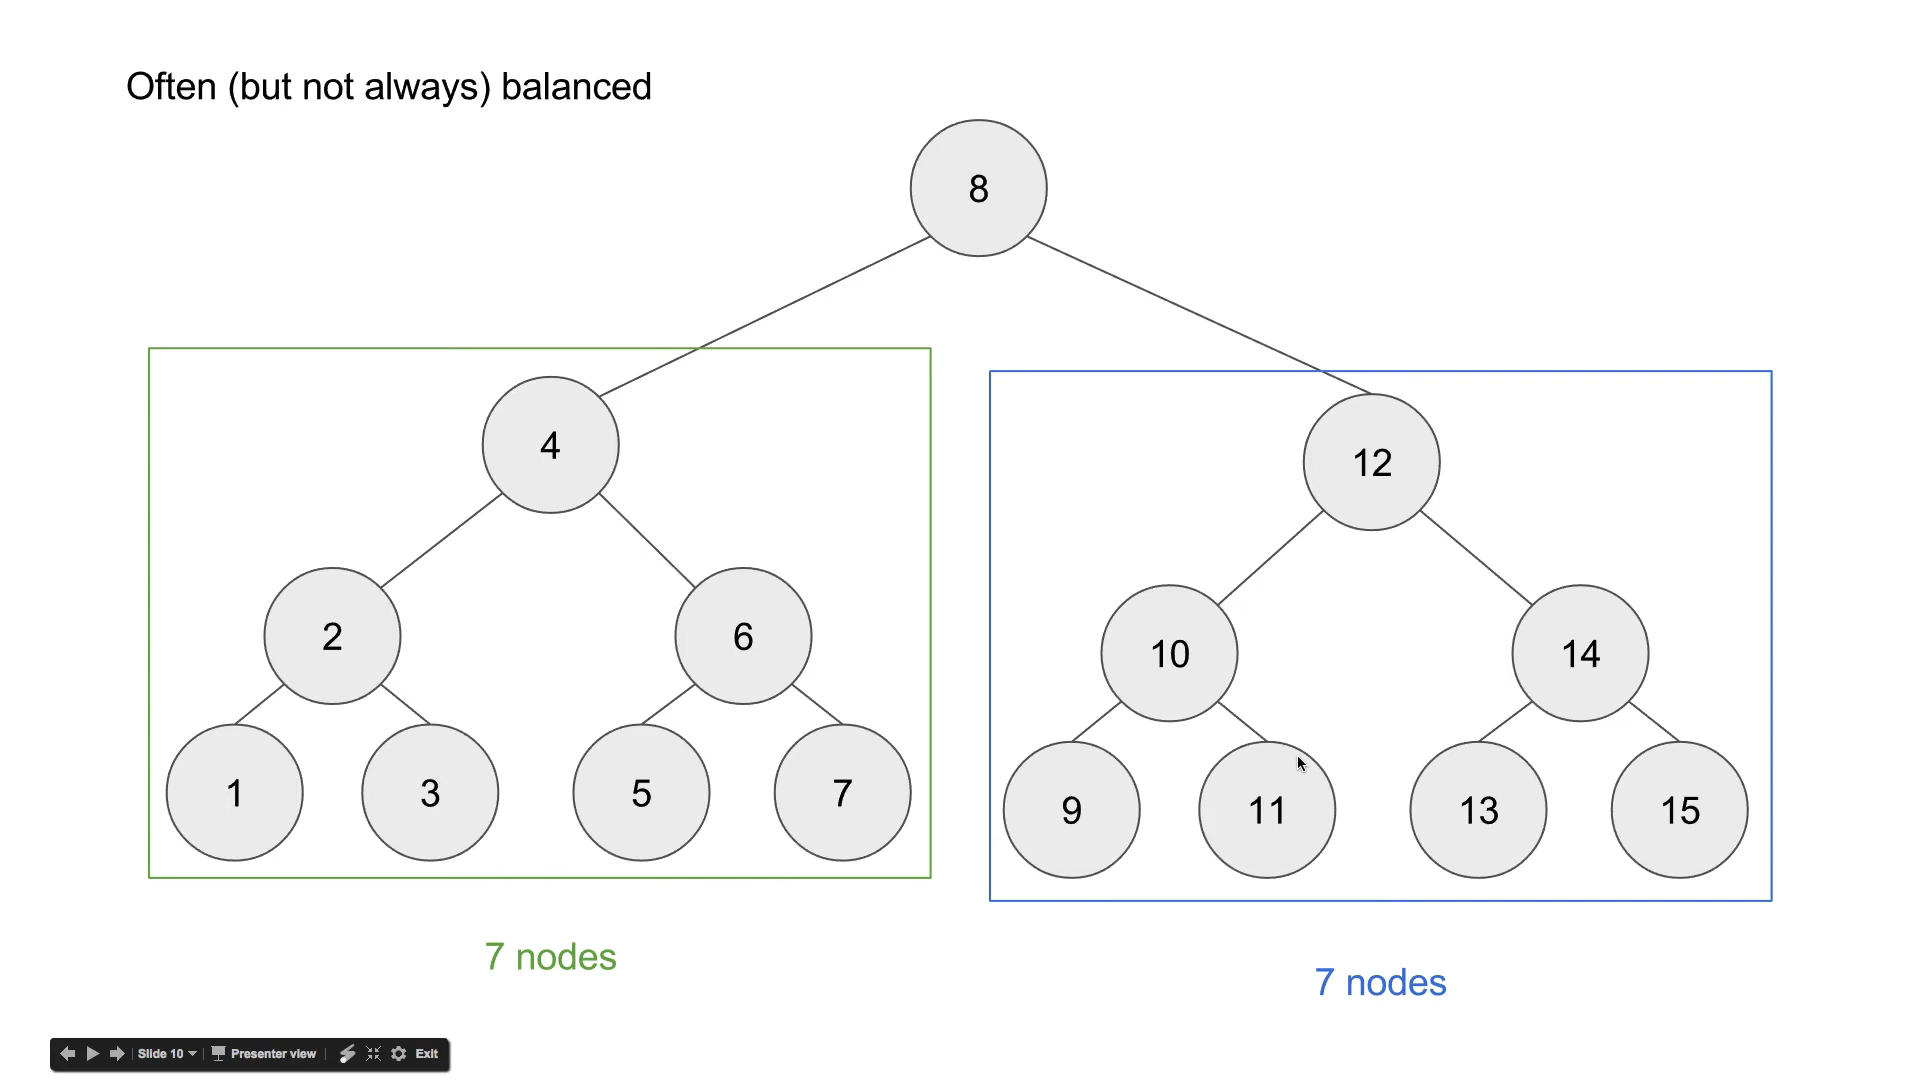 Often (but not always) balanced
8
4
12
2
6
10
14
1
3
5
7
9
11
13
15
7 nodes
7 nodes
Slide 10
Presenter view
Exit